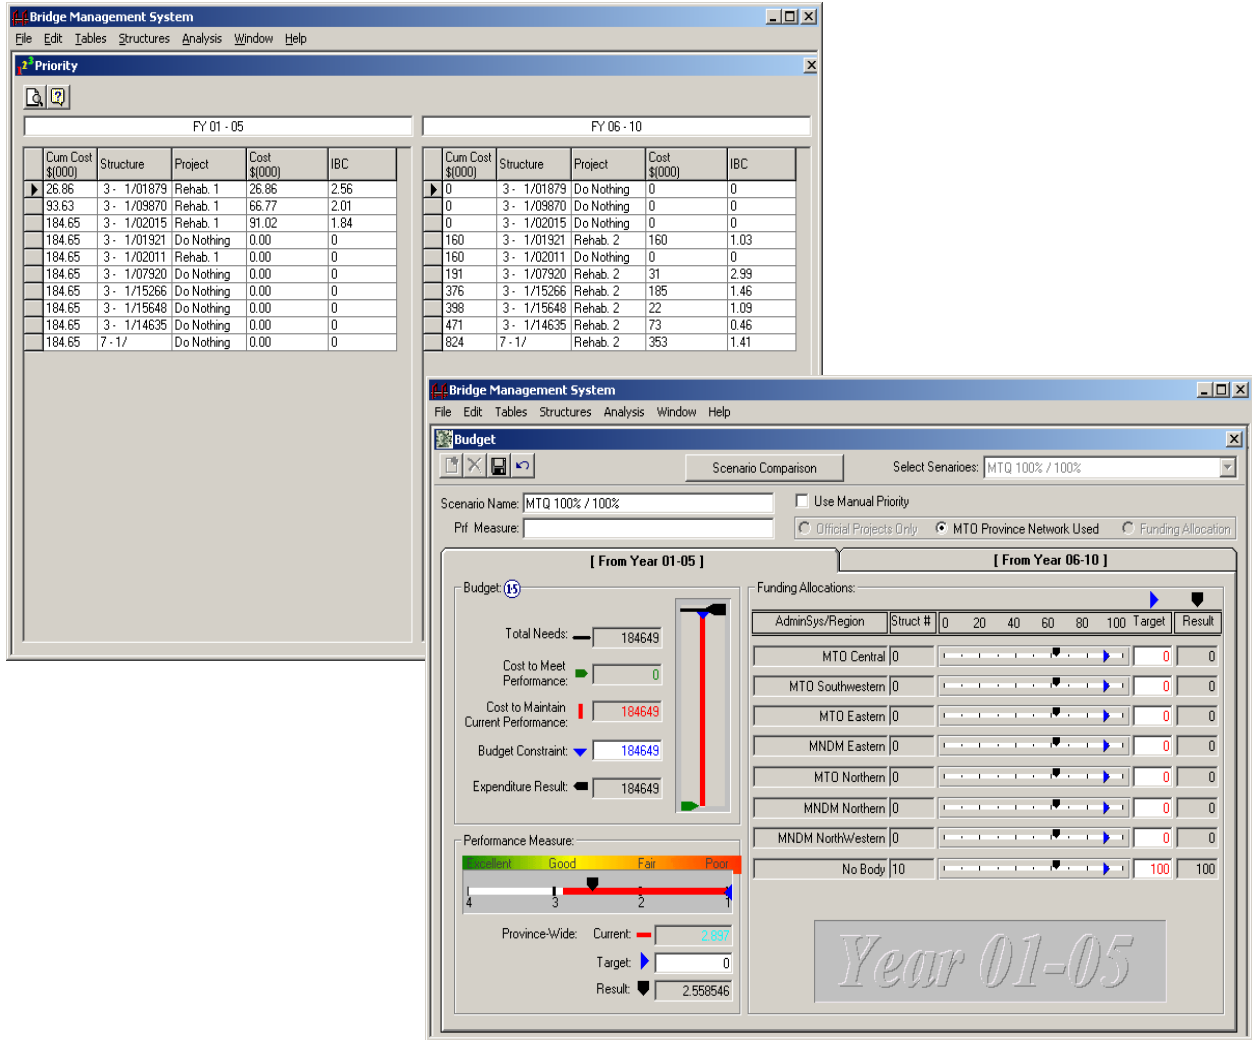 Bridge Management System
File Edit Tables Structures Analysis Window Help
123 Priority
FY 01 - 05
Cum Cost $(000) Structure Project Cost $(000) IBC
26.86 3 - 1/01879 Rehab. 1 26.86 2.56
93.63 3 - 1/09870 Rehab. 1 66.77 2.01
184.65 3 - 1/02015 Rehab. 1 91.02 1.84
184.65 3 - 1/01921 Do Nothing 0.00 0
184.65 3 - 1/02011 Rehab. 1 0.00 0
184.65 3 - 1/07920 Do Nothing 0.00 0
184.65 3 - 1/15266 Do Nothing 0.00 0
184.65 3 - 1/15648 Do Nothing 0.00 0
184.65 3 - 1/14635 Do Nothing 0.00 0
184.65 7 - 1/ Do Nothing 0.00 0
FY 06 - 10
Cum Cost $(000) Structure Project Cost $(000) IBC
0 3 - 1/01879 Do Nothing 0 0
0 3 - 1/09870 Do Nothing 0 0
0 3 - 1/02015 Do Nothing 0 0
160 3 - 1/01921 Rehab. 2 160 1.03
160 3 - 1/02011 Do Nothing 0 0
191 3 - 1/07920 Rehab. 2 31 2.99
376 3 - 1/15266 Rehab. 2 185 1.46
398 3 - 1/15648 Rehab. 2 22 1.09
471 3 - 1/14635 Rehab. 2 73 0.46
824 7 - 1/ Rehab. 2 353 1.41
Bridge Management System
File Edit Tables Structures Analysis Window Help
Budget
Scenario Comparison Select Senarioes: MTQ 100% / 100%
Scenario Name: MTQ 100% / 100% Use Manual Priority
Prf Measure: Official Projects Only MTO Province Network Used Funding Allocation
[ From Year 01-05 ] [ From Year 06-10 ]
Budget: 1-5
Total Needs: 184649
Cost to Meet Performance: 0
Cost to Maintain Current Performance: 184649
Budget Constraint: 184649
Expenditure Result: 184649
Performance Measure:
Excellent Good Fair Poor
4 3 2 1
Province-Wide: Current: 2.897
Target: 0
Result: 2.558546
Funding Allocations:
AdminSys/Region Struct # 0 20 40 60 80 100 Target Result
MTO Central 0 0 0
MTO Southwestern 0 0 0
MTO Eastern 0 0 0
MNDM Eastern 0 0 0
MTO Northern 0 0 0
MNDM Northern 0 0 0
MNDM NorthWestern 0 0 0
No Body 10 100 100
Year 01-05